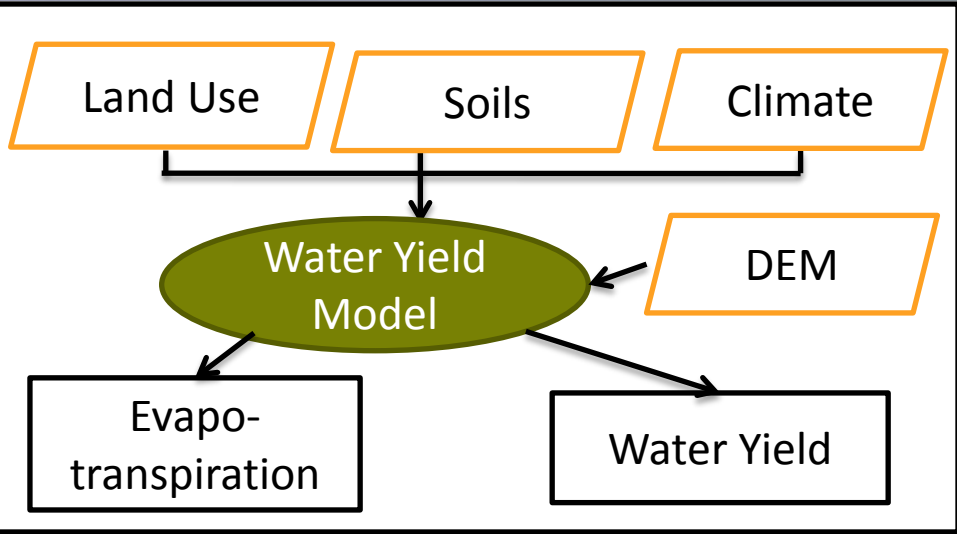 Land Use
Soils
Climate
Water Yield
Model
DEM
Evapo-
transpiration
Water Yield